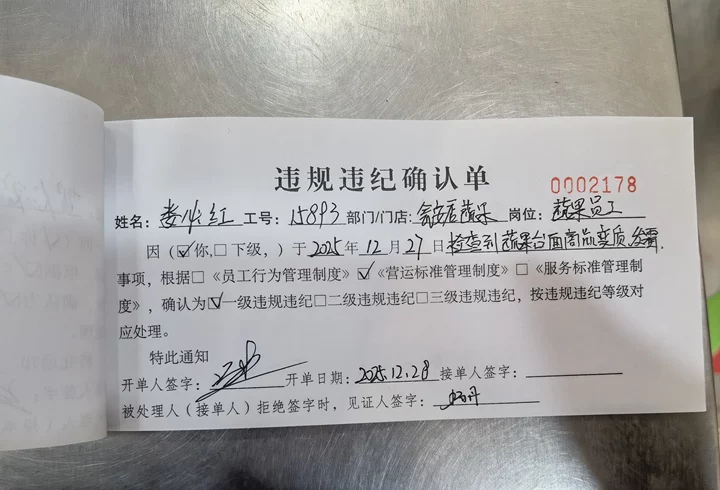 违规违纪确认单
0002178
姓名：娄 红 工号：15893 部门/门店： 店蔬果 岗位：蔬果员工
因（☑你，□下级，）于2025年12月27日检查到蔬果台面商品变质、发霉.
事项，根据□《员工行为管理制度》☑《营运标准管理制度》□《服务标准管理制
度》，确认为☑一级违规违纪□二级违规违纪□三级违规违纪，按违规违纪等级对
应处理。
特此通知
开单人签字： 开单日期：2025.12.28 接单人签字：
被处理人（接单人）拒绝签字时，见证人签字：